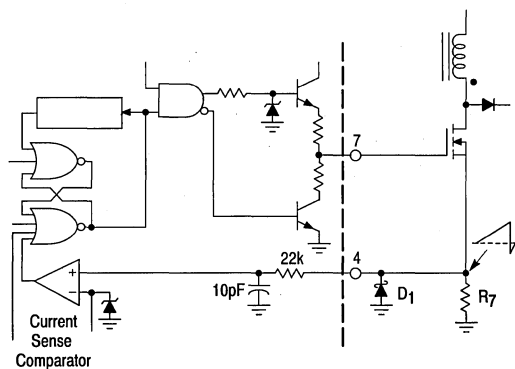 7
22k
4
+
10pF
D1
R7
−
Current
Sense
Comparator